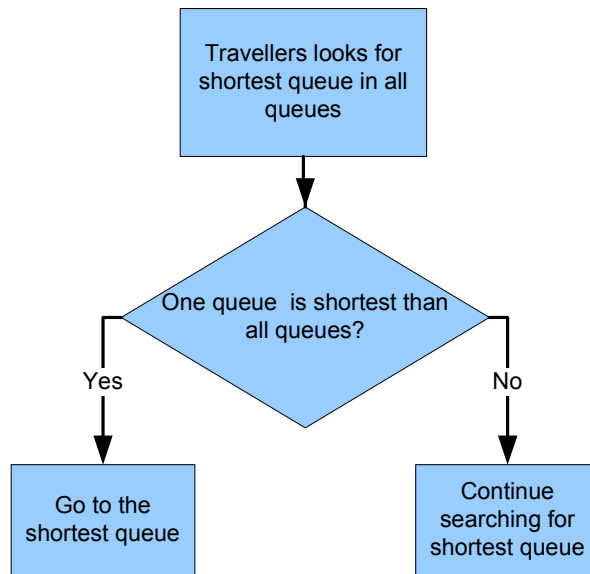 Travellers looks for
shortest queue in all
queues
One queue is shortest than
all queues?
Yes
No
Go to the
shortest queue
Continue
searching for
shortest queue